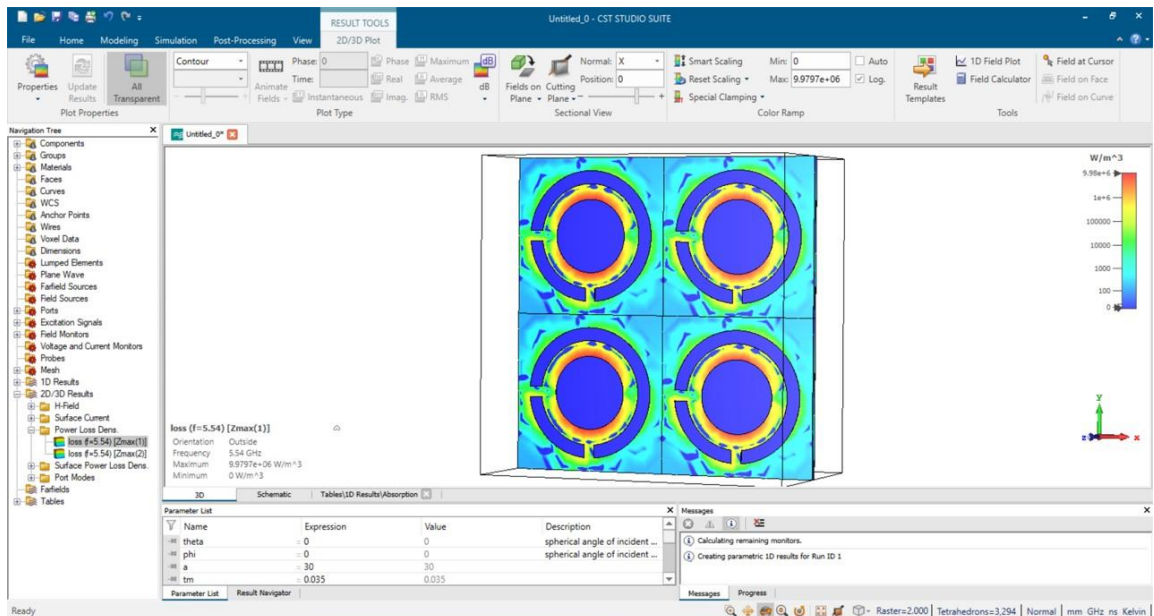 RESULT TOOLS
Untitled_0 - CST STUDIO SUITE
File Home Modeling Simulation Post-Processing View 2D/3D Plot
Contour
Phase: 0
Phase Maximum
dB
Normal: X
Smart Scaling
Min: 0
Auto
1D Field Plot
Field at Cursor
Properties
Update Results
All Transparent
Animate Fields
Time:
Real Average
Instantaneous Imag. RMS
dB
Fields on Plane
Cutting Plane
Position: 0
Reset Scaling
Max: 9.9797e+06
Log.
Special Clamping
Result Templates
Field Calculator
Field on Face
Field on Curve
Plot Properties
Plot Type
Sectional View
Color Ramp
Tools
Navigation Tree
Components
Groups
Materials
Faces
Curves
WCS
Anchor Points
Wires
Voxel Data
Dimensions
Lumped Elements
Plane Wave
Farfield Sources
Field Sources
Ports
Excitation Signals
Field Monitors
Voltage and Current Monitors
Probes
Mesh
1D Results
2D/3D Results
H-Field
Surface Current
Power Loss Dens.
loss (f=5.54) [Zmax(1)]
loss (f=5.54) [Zmax(2)]
Surface Power Loss Dens.
Port Modes
Farfields
Tables
Untitled_0*
W/m^3
9.98e+6
1e+6
100000
10000
1000
100
0
y
z
x
loss (f=5.54) [Zmax(1)]
Orientation Outside
Frequency 5.54 GHz
Maximum 9.9797e+06 W/m^3
Minimum 0 W/m^3
3D Schematic Tables\1D Results\Absorption
Parameter List
Name Expression Value Description
theta = 0 0 spherical angle of incident ...
phi = 0 0 spherical angle of incident ...
a = 30 30
tm = 0.035 0.035
Parameter List Result Navigator
Messages
Calculating remaining monitors.
Creating parametric 1D results for Run ID 1
Messages Progress
Ready
Raster=2.000 Tetrahedrons=3,294 Normal mm GHz ns Kelvin